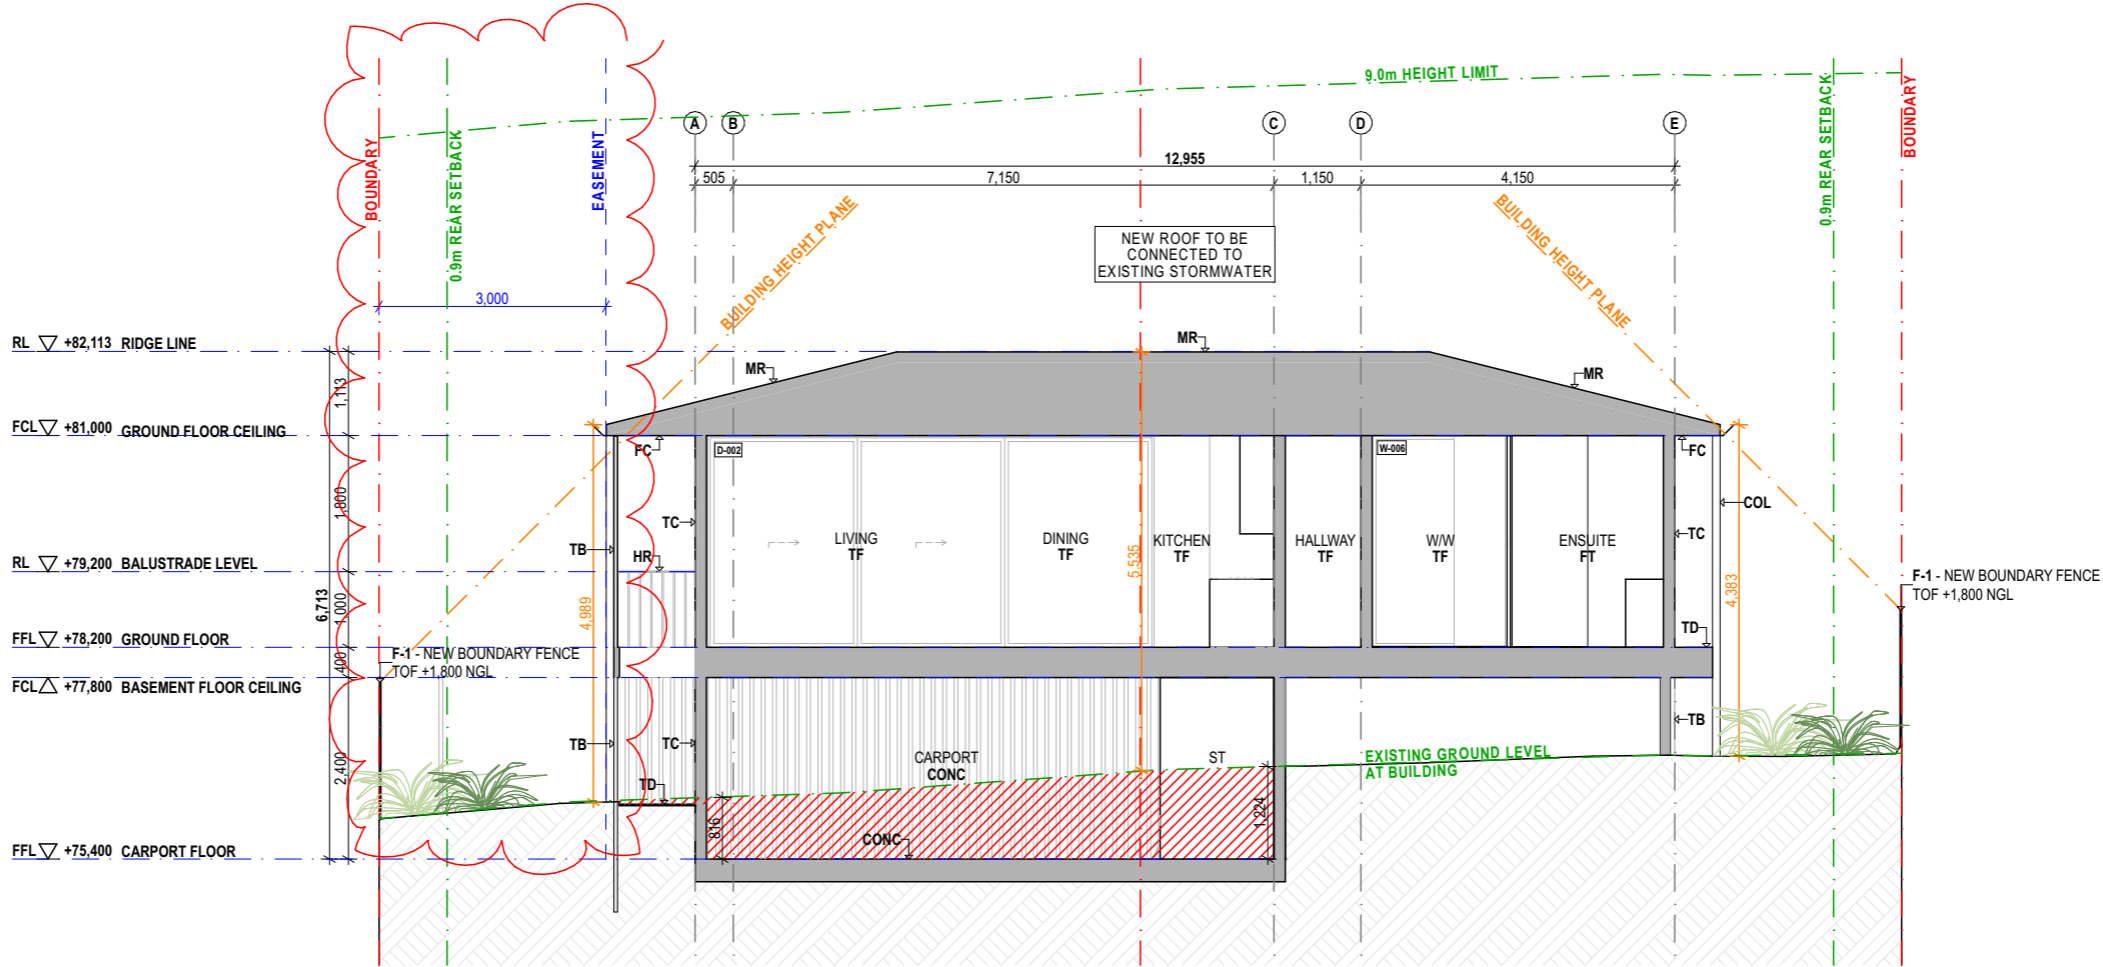 9.0m HEIGHT LIMIT
BOUNDARY
0.9m REAR SETBACK
EASEMENT
A
B
C
D
E
0.9m REAR SETBACK
BOUNDARY
12,955
505
7,150
1,150
4,150
BUILDING HEIGHT PLANE
BUILDING HEIGHT PLANE
NEW ROOF TO BE
CONNECTED TO
EXISTING STORMWATER
3,000
RL +82,113 RIDGE LINE
MR
MR
MR
1,113
FCL +81,000 GROUND FLOOR CEILING
FC
D-002
W-006
FC
1,800
TC
COL
TC
LIVING
TF
DINING
TF
KITCHEN
TF
HALLWAY
TF
W/W
TF
ENSUITE
FT
TB
HR
5,535
RL +79,200 BALUSTRADE LEVEL
6,713
1,000
4,989
4,383
F-1 - NEW BOUNDARY FENCE
TOF +1,800 NGL
TD
FFL +78,200 GROUND FLOOR
400
F-1 - NEW BOUNDARY FENCE
TOF +1,800 NGL
FCL +77,800 BASEMENT FLOOR CEILING
TB
TB
TC
2,400
CARPORT
CONC
ST
EXISTING GROUND LEVEL
AT BUILDING
TD
816
1,224
CONC
FFL +75,400 CARPORT FLOOR